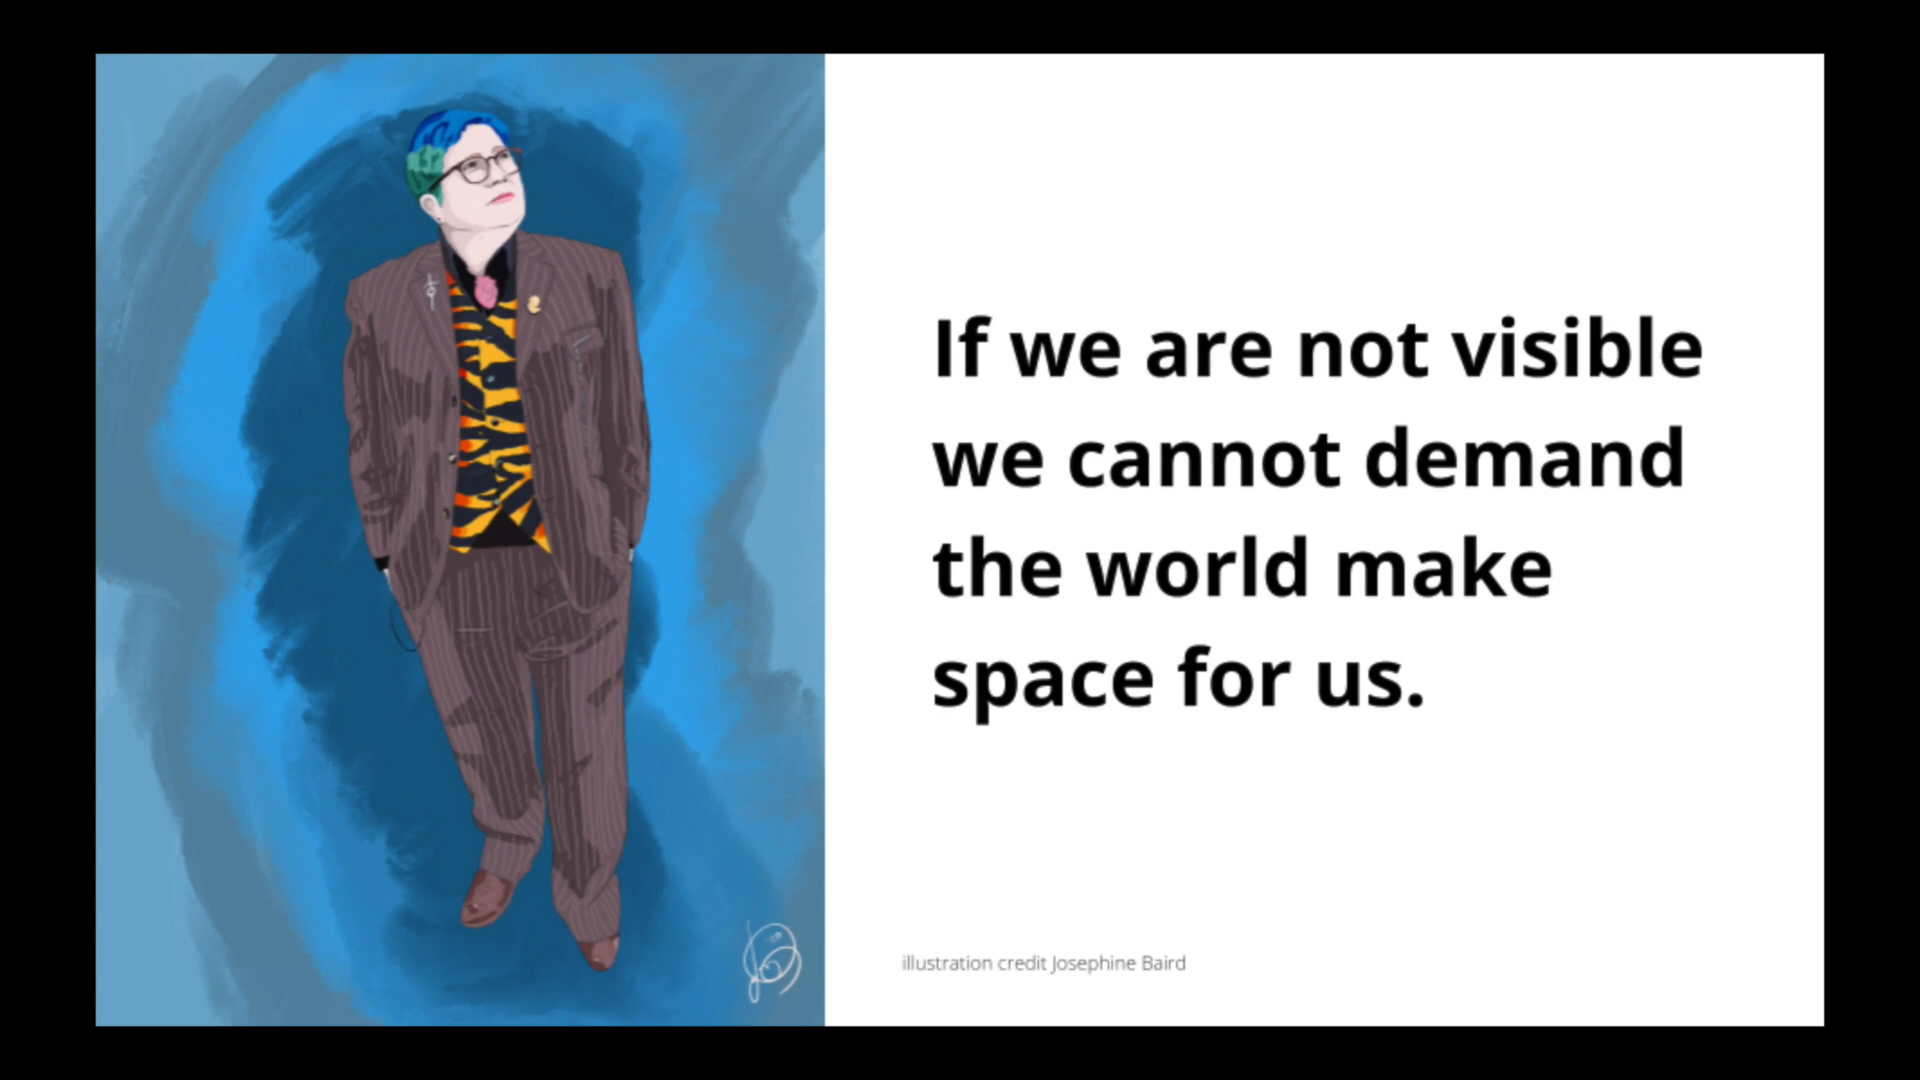 If we are not visible
we cannot demand
the world make
space for us.
illustration credit Josephine Baird